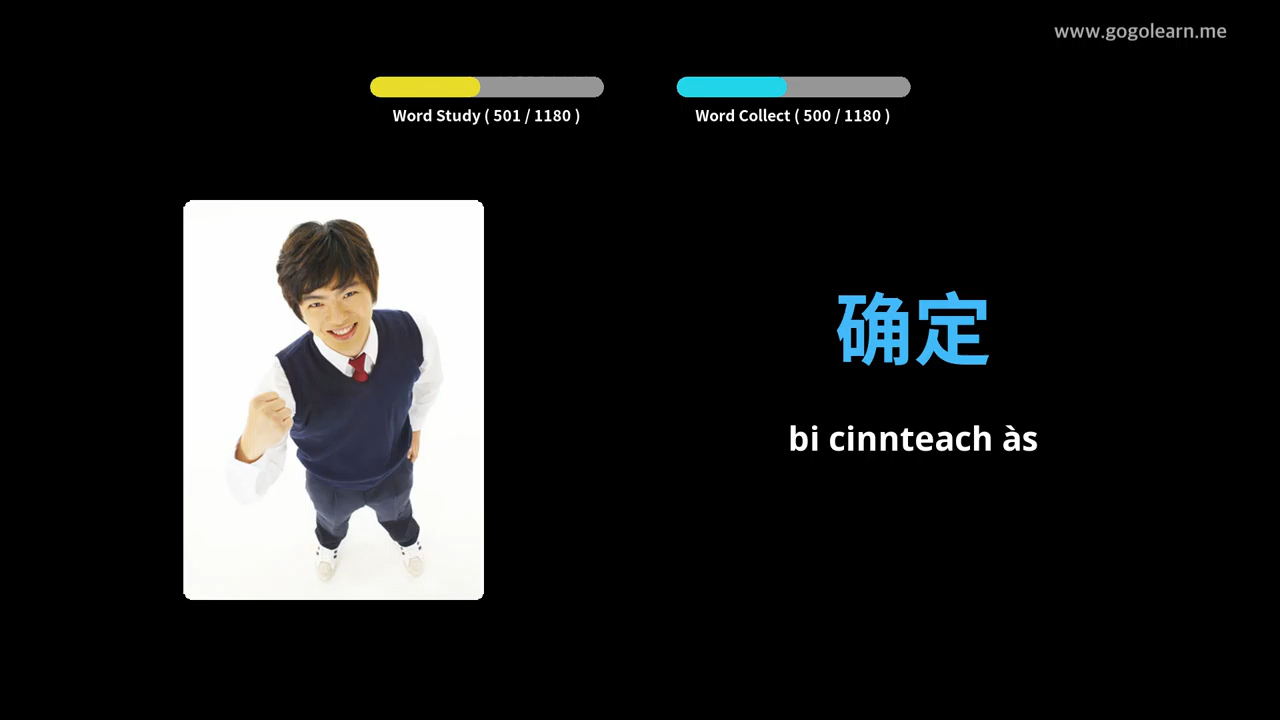 www.gogolearn.me
Word Study ( 501 / 1180 )
Word Collect ( 500 / 1180 )
确定
bi cinnteach às